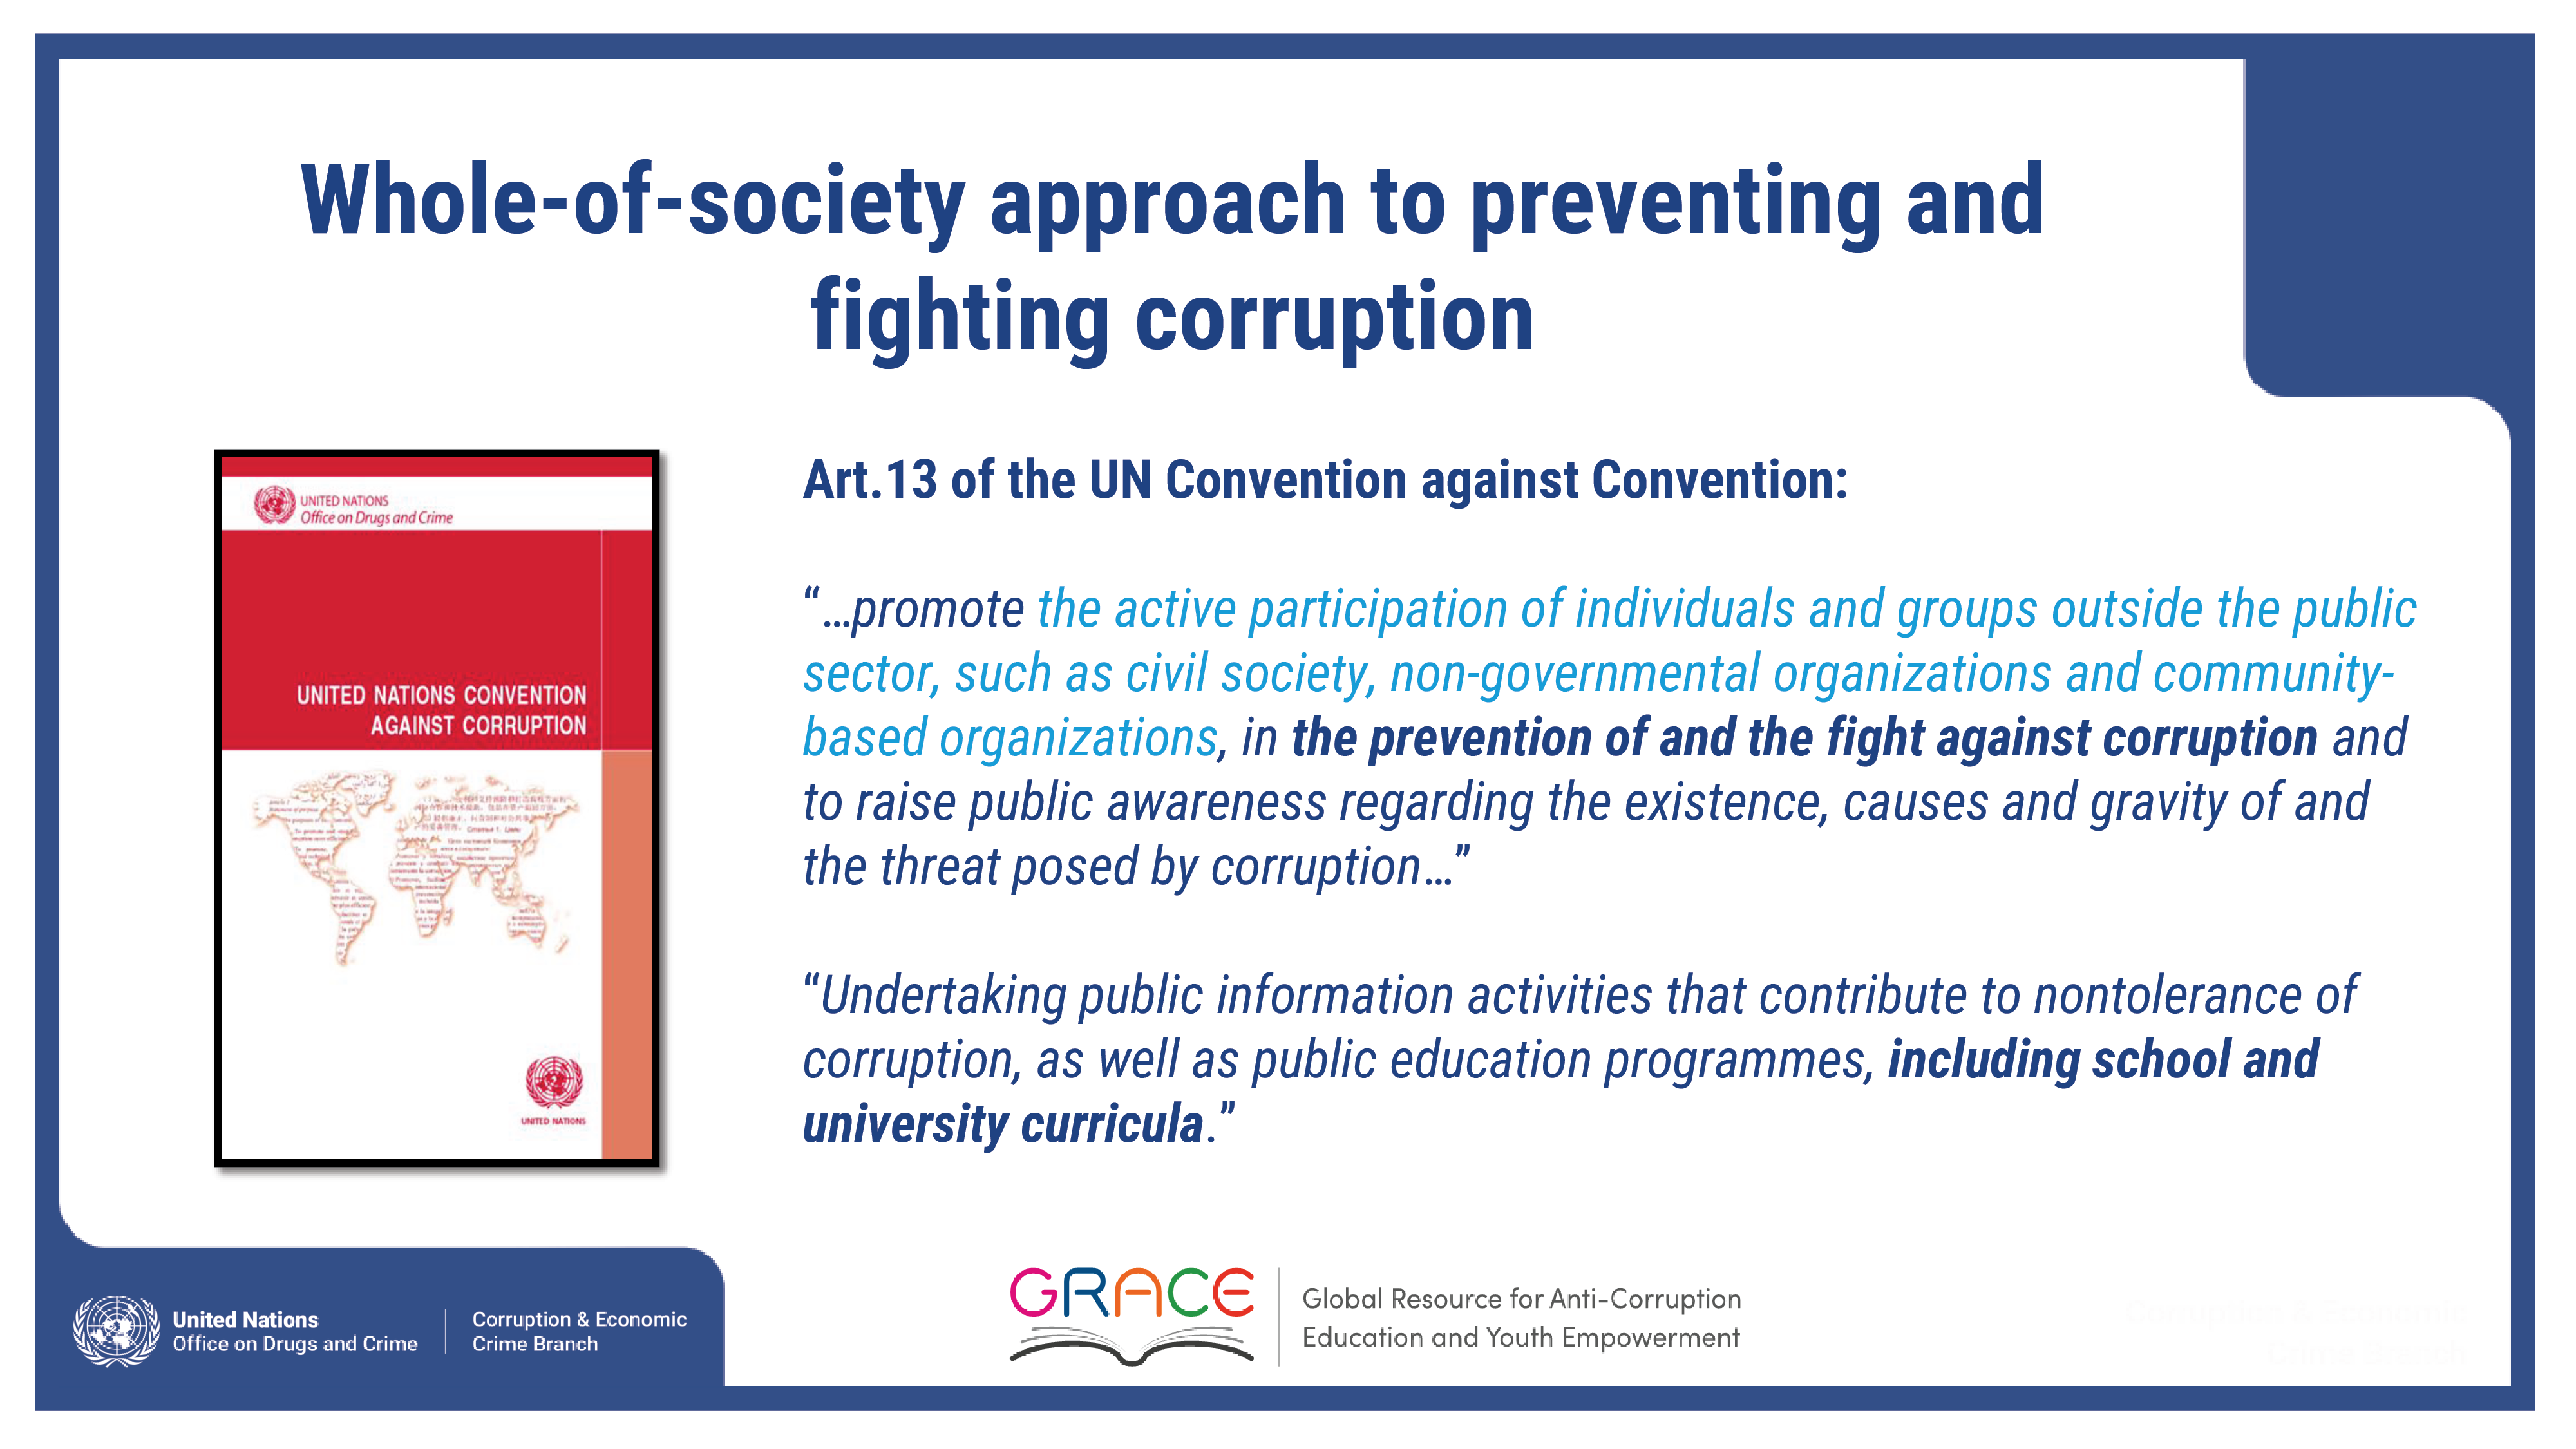 Whole-of-society approach to preventing and
fighting corruption
UNITED NATIONS
Office on Drugs and Crime
UNITED NATIONS CONVENTION
AGAINST CORRUPTION
UNITED NATIONS
Art.13 of the UN Convention against Convention:
“…promote the active participation of individuals and groups outside the public
sector, such as civil society, non-governmental organizations and community-
based organizations, in the prevention of and the fight against corruption and
to raise public awareness regarding the existence, causes and gravity of and
the threat posed by corruption…”
“Undertaking public information activities that contribute to nontolerance of
corruption, as well as public education programmes, including school and
university curricula.”
United Nations
Office on Drugs and Crime
Corruption & Economic
Crime Branch
GRACE
Global Resource for Anti-Corruption
Education and Youth Empowerment